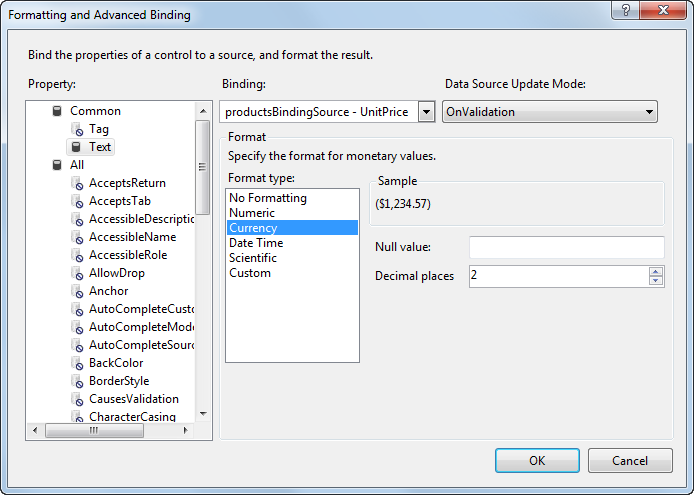 Formatting and Advanced Binding
?
Bind the properties of a control to a source, and format the result.
Property:
Binding:
Data Source Update Mode:
Common
Tag
Text
All
AcceptsReturn
AcceptsTab
AccessibleDescriptio
AccessibleName
AccessibleRole
AllowDrop
Anchor
AutoCompleteCusto
AutoCompleteMode
AutoCompleteSourc
BackColor
BorderStyle
CausesValidation
CharacterCasing
productsBindingSource - UnitPrice
OnValidation
Format
Specify the format for monetary values.
Format type:
No Formatting
Numeric
Currency
Date Time
Scientific
Custom
Sample
($1,234.57)
Null value:
Decimal places
2
OK
Cancel